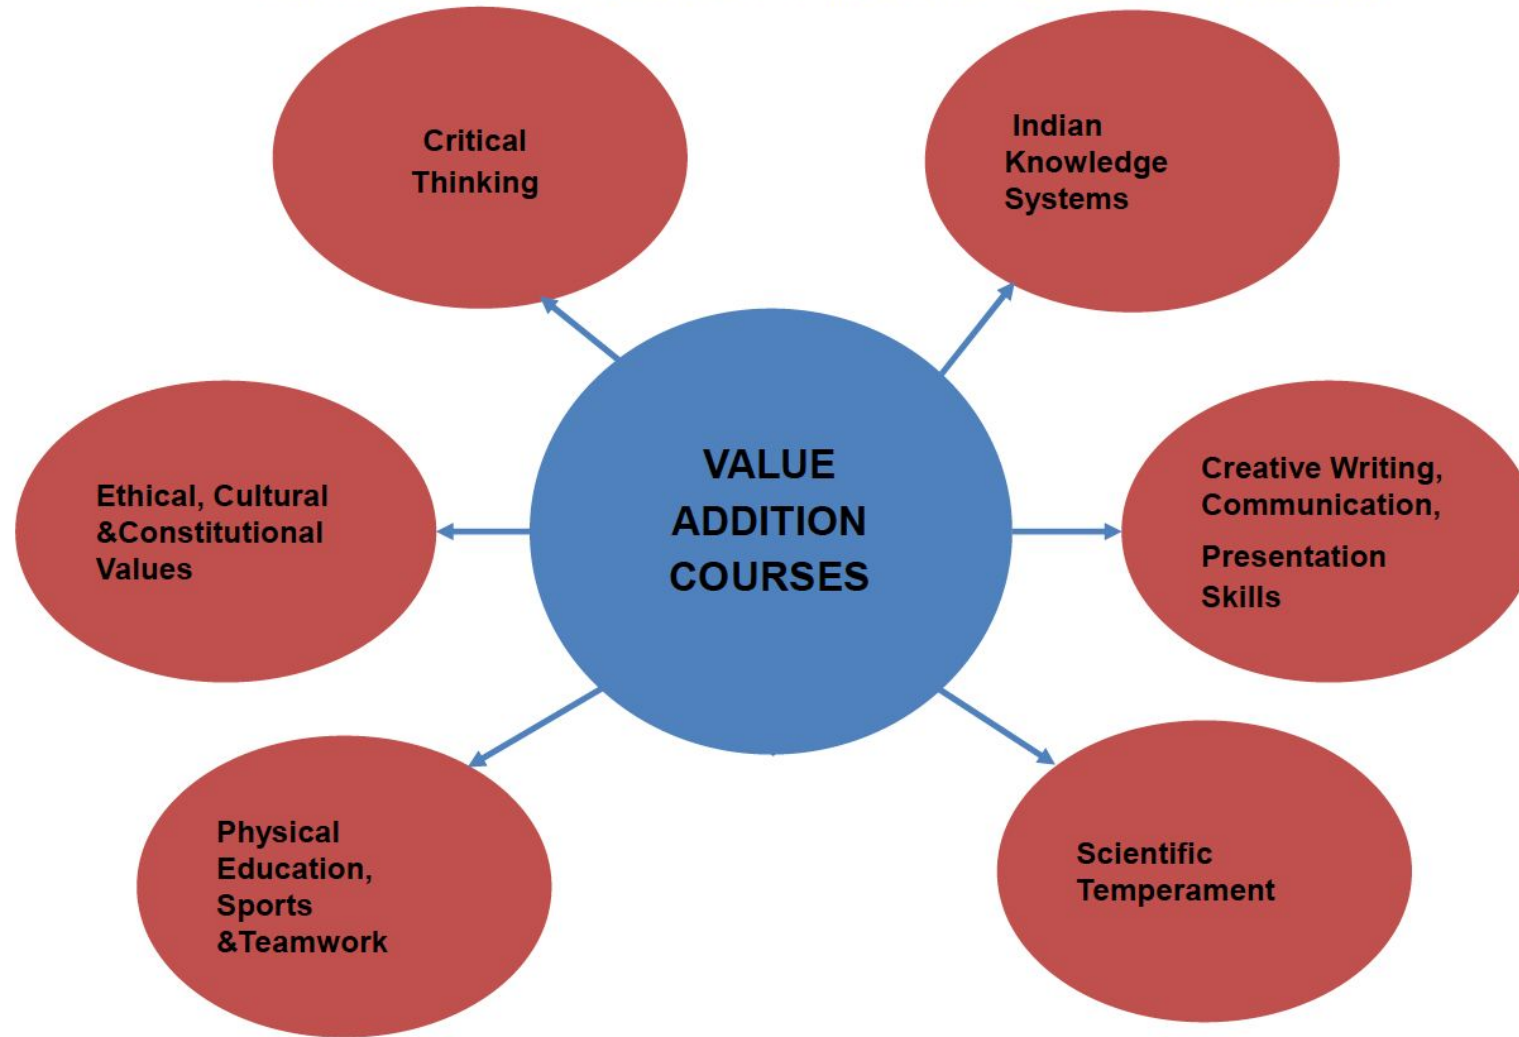 Critical
Thinking
Indian
Knowledge
Systems
VALUE
ADDITION
COURSES
Ethical, Cultural
&Constitutional
Values
Creative Writing,
Communication,
Presentation
Skills
Physical
Education,
Sports
&Teamwork
Scientific
Temperament